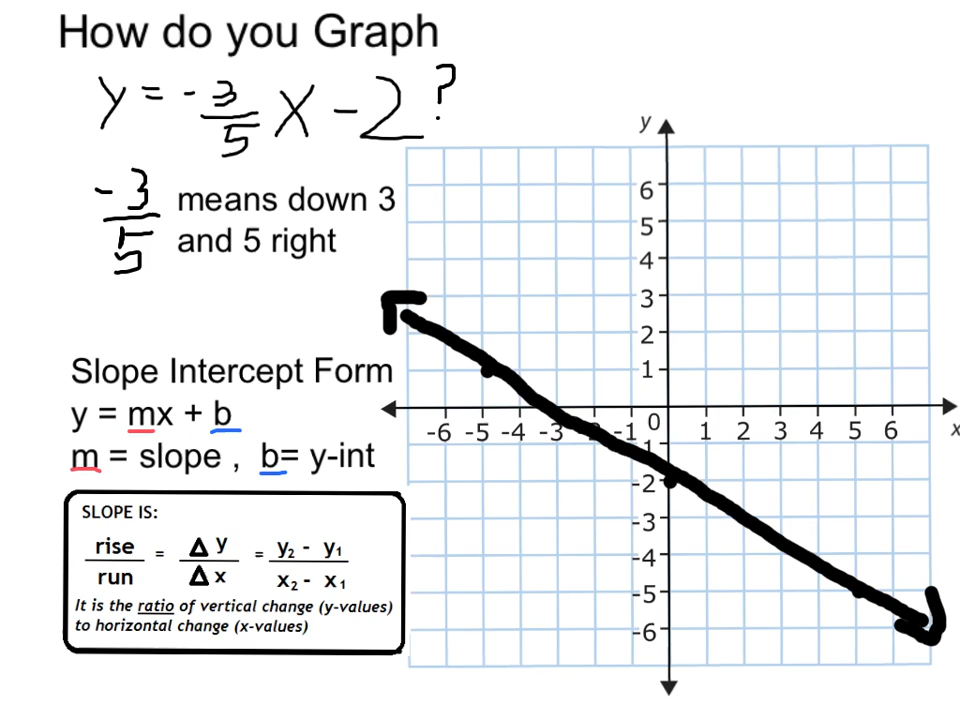 How do you Graph
y = -3/5 x - 2?
-3/5 means down 3
and 5 right
Slope Intercept Form
y = mx + b
m = slope , b= y-int
SLOPE IS:
rise/run = Δ y/Δ x = y₂ - y₁/x₂ - x₁
It is the ratio of vertical change (y-values)
to horizontal change (x-values)
y
6
5
4
3
2
1
-6 -5 -4 -3 -2 -1 0 1 2 3 4 5 6 x
1
-2
-3
-4
-5
-6